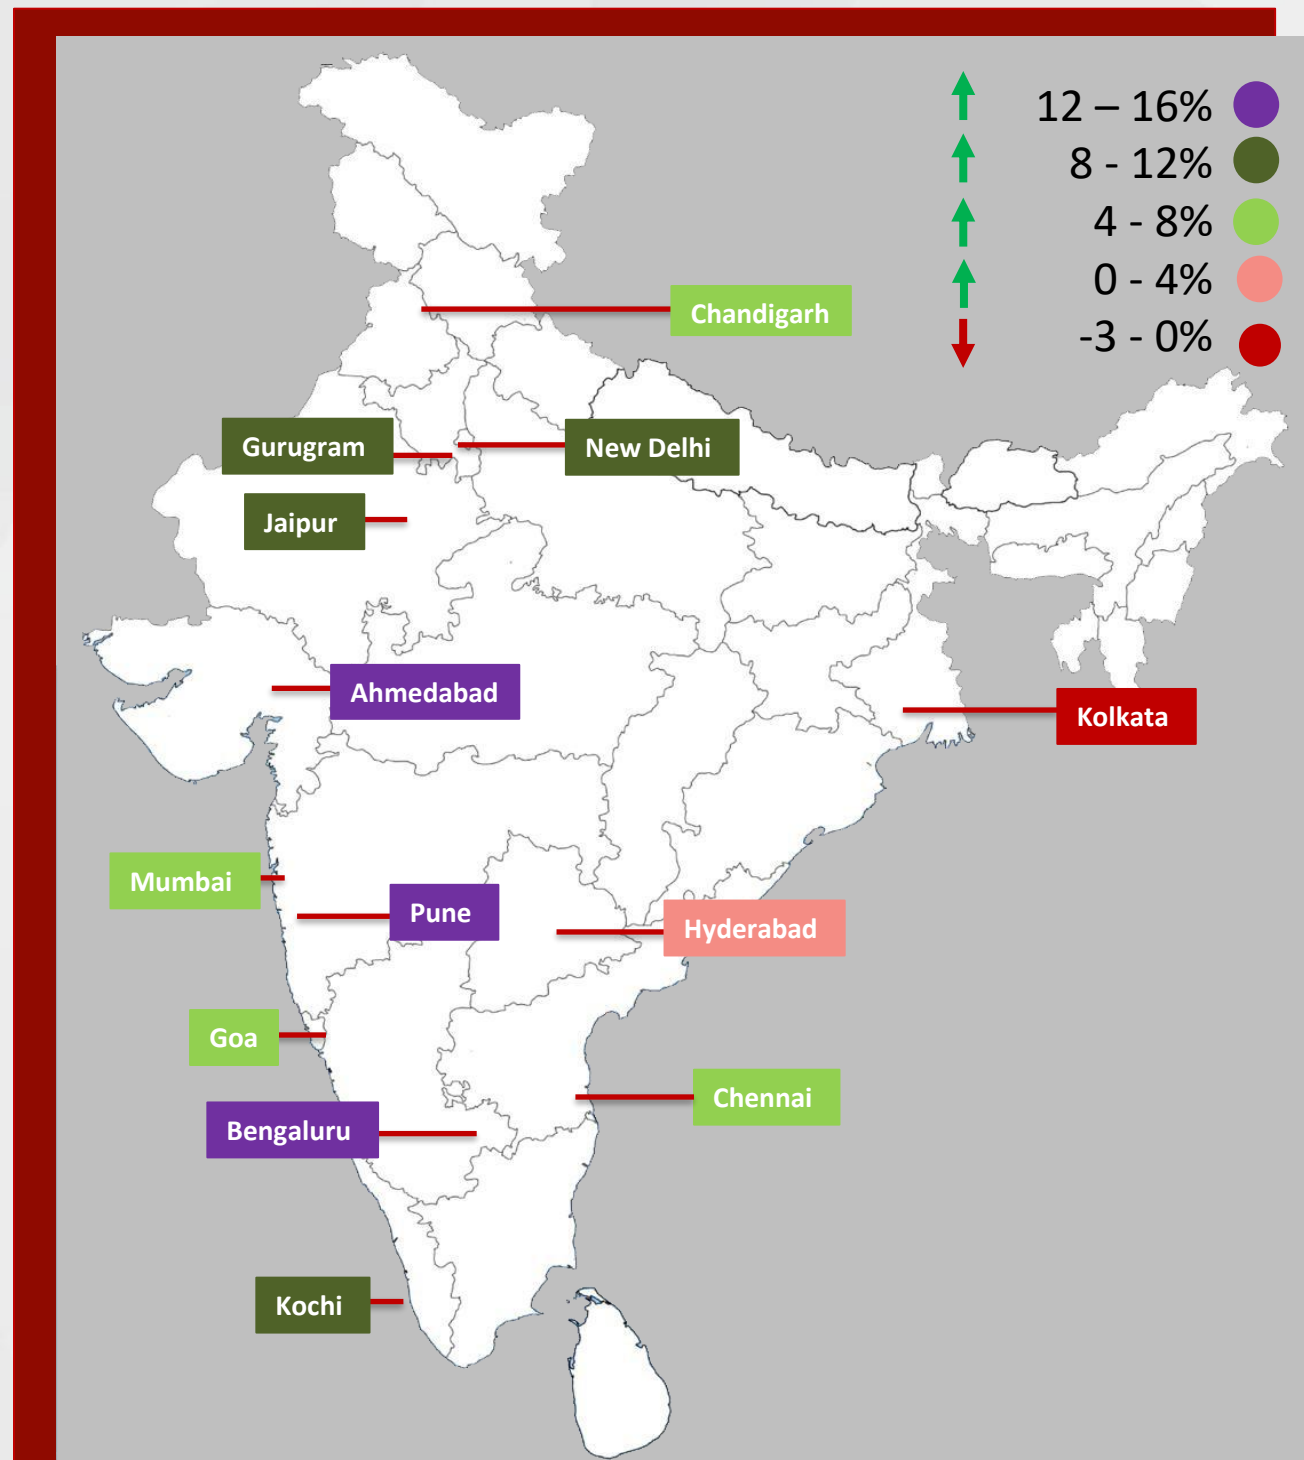 12 – 16%
8 - 12%
4 - 8%
0 - 4%
-3 - 0%
Chandigarh
Gurugram
New Delhi
Jaipur
Ahmedabad
Kolkata
Mumbai
Pune
Hyderabad
Goa
Chennai
Bengaluru
Kochi